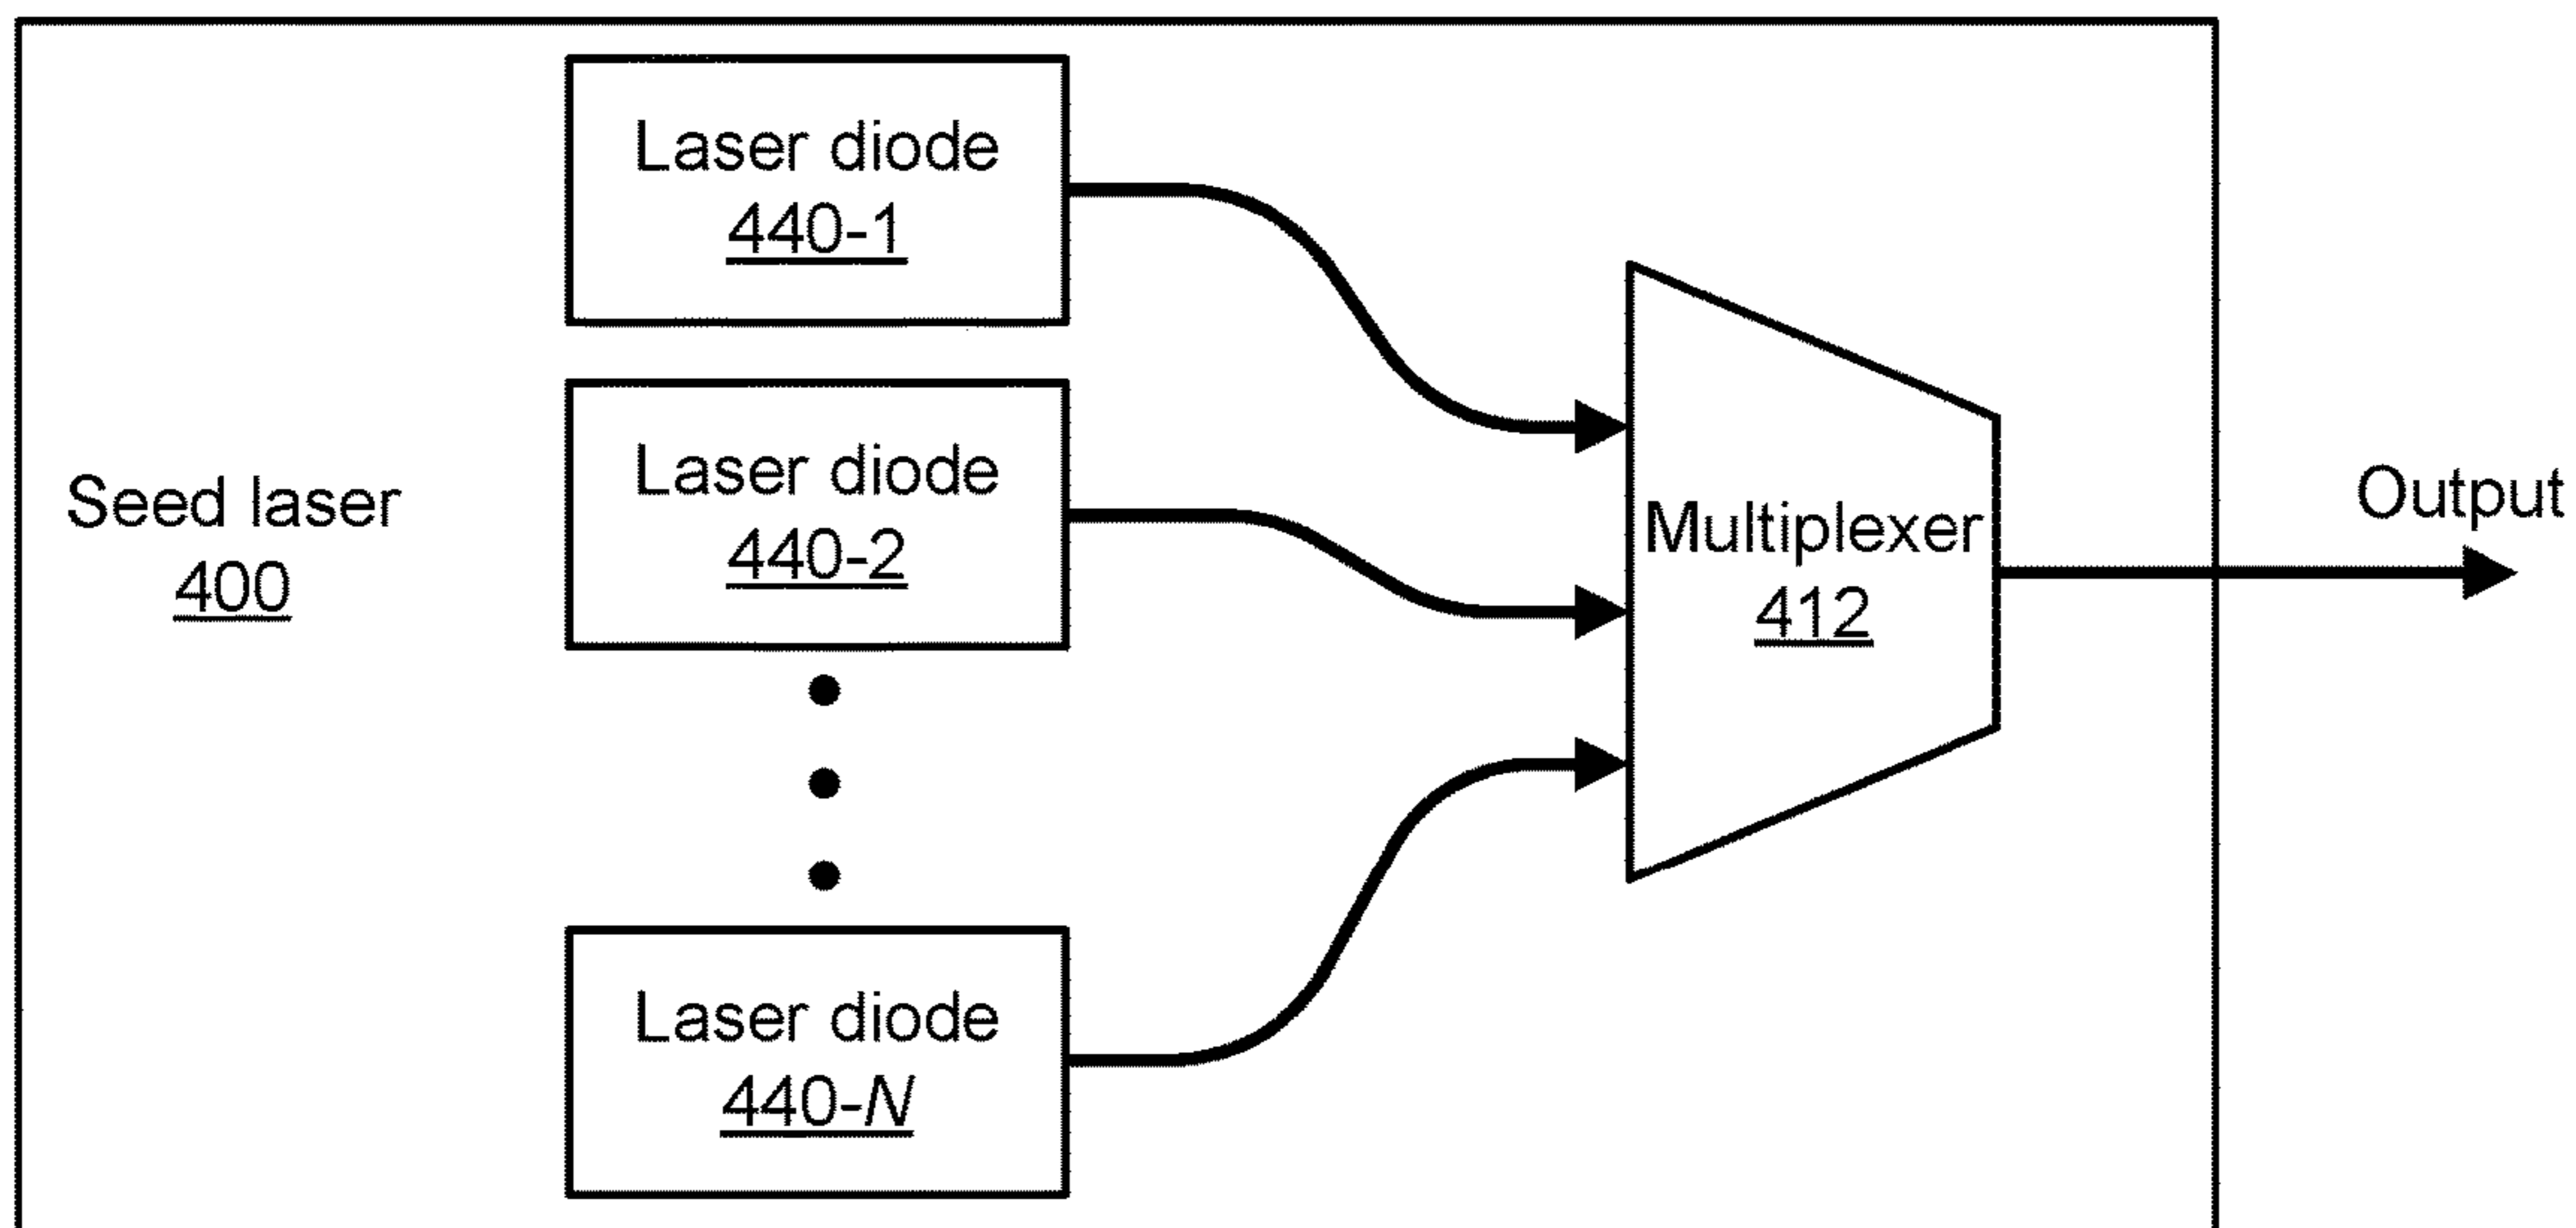 Laser diode
440-1
Seed laser
400
Laser diode
440-2
Multiplexer
412
Output
Laser diode
440-N